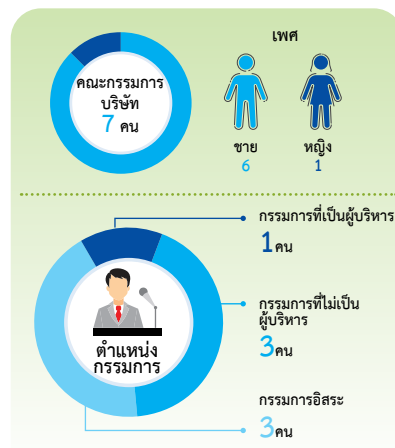 คณะกรรมการ
บริษัท
7 คน
เพศ
ชาย
6
หญิง
1
กรรมการที่เป็นผู้บริหาร
1 คน
กรรมการที่ไม่เป็น
ผู้บริหาร
3 คน
ตำแหน่ง
กรรมการ
กรรมการอิสระ
3 คน